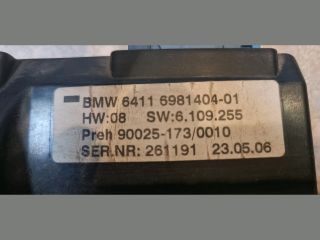 BMW 6411 6981404-01
HW:08 SW:6.109.255
Preh 90025-173/0010
SER.NR: 261191 23.05.06